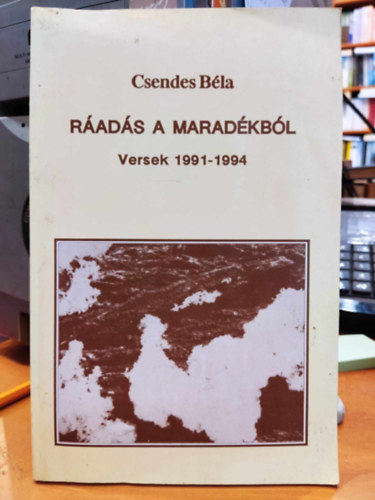 Csendes Béla
RÁADÁS A MARADÉKBÓL
Versek 1991-1994